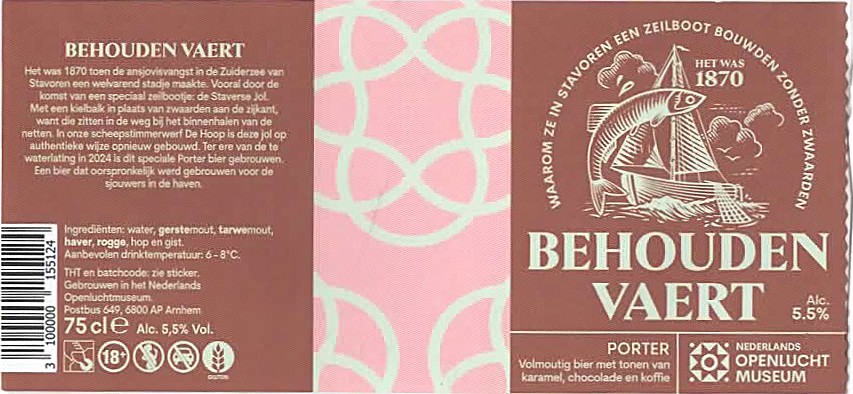 BEHOUDEN VAERT
Het was 1870 toen de ansjovisvangst in de Zuiderzee van
Stavoren een welvarend stadje maakte. Vooral door de
komst van een speciaal zeilbootje: de Staverse Jol.
Met een kielbalk in plaats van zwaarden aan de zijkant,
want die zitten in de weg bij het binnenhalen van de
netten. In onze scheepstimmerwerf De Hoop is deze jol op
authentieke wijze opnieuw gebouwd. Ter ere van de te
waterlating in 2024 is dit speciale Porter bier gebrouwen.
Een bier dat oorspronkelijk werd gebrouwen voor de
sjouwers in de haven.
Ingrediënten: water, gerstemout, tarwemout,
haver, rogge, hop en gist.
Aanbevolen drinktemperatuur: 6 - 8°C.
THT en batchcode: zie sticker.
Gebrouwen in het Nederlands
Openluchtmuseum.
Postbus 649, 6800 AP Arnhem
75 cl e Alc. 5,5% Vol.
18+
GLUTEN
3 100000 155124
WAAROM ZE IN STAVOREN EEN ZEILBOOT BOUWDEN ZONDER ZWAARDEN
HET WAS
1870
BEHOUDEN
VAERT
Alc.
5.5%
PORTER
Volmoutig bier met tonen van
karamel, chocolade en koffie
NEDERLANDS
OPENLUCHT
MUSEUM